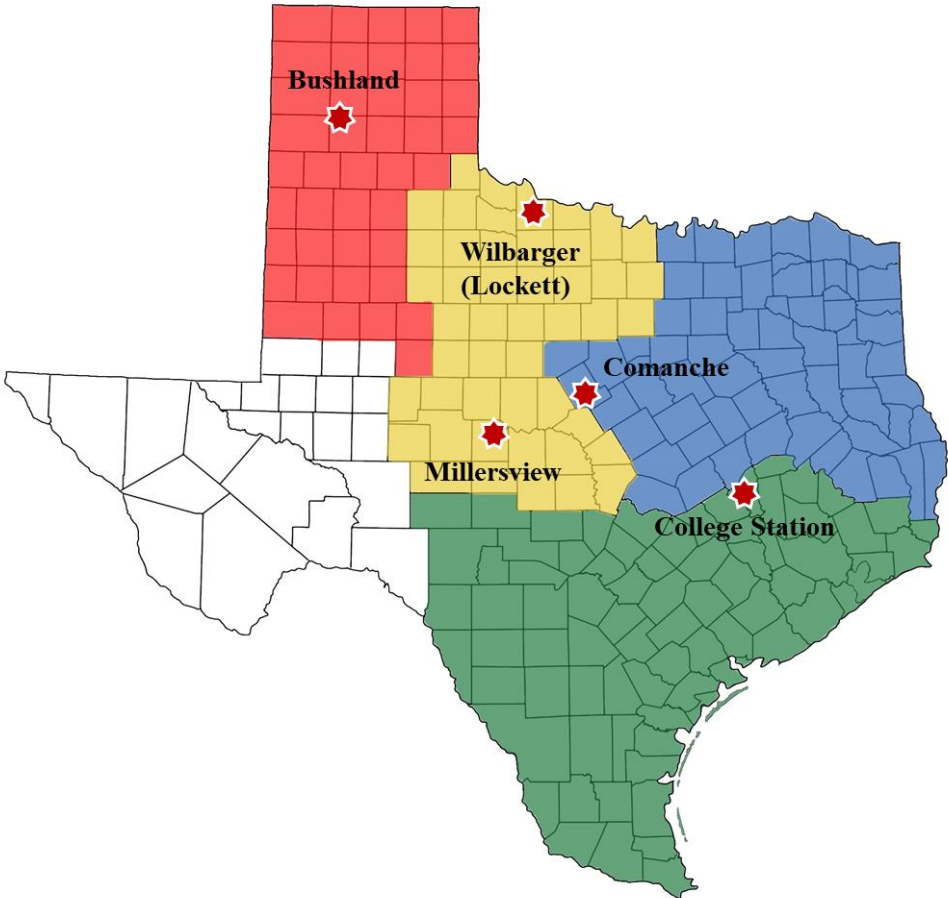 Bushland
Wilbarger
(Lockett)
Comanche
Millersview
College Station